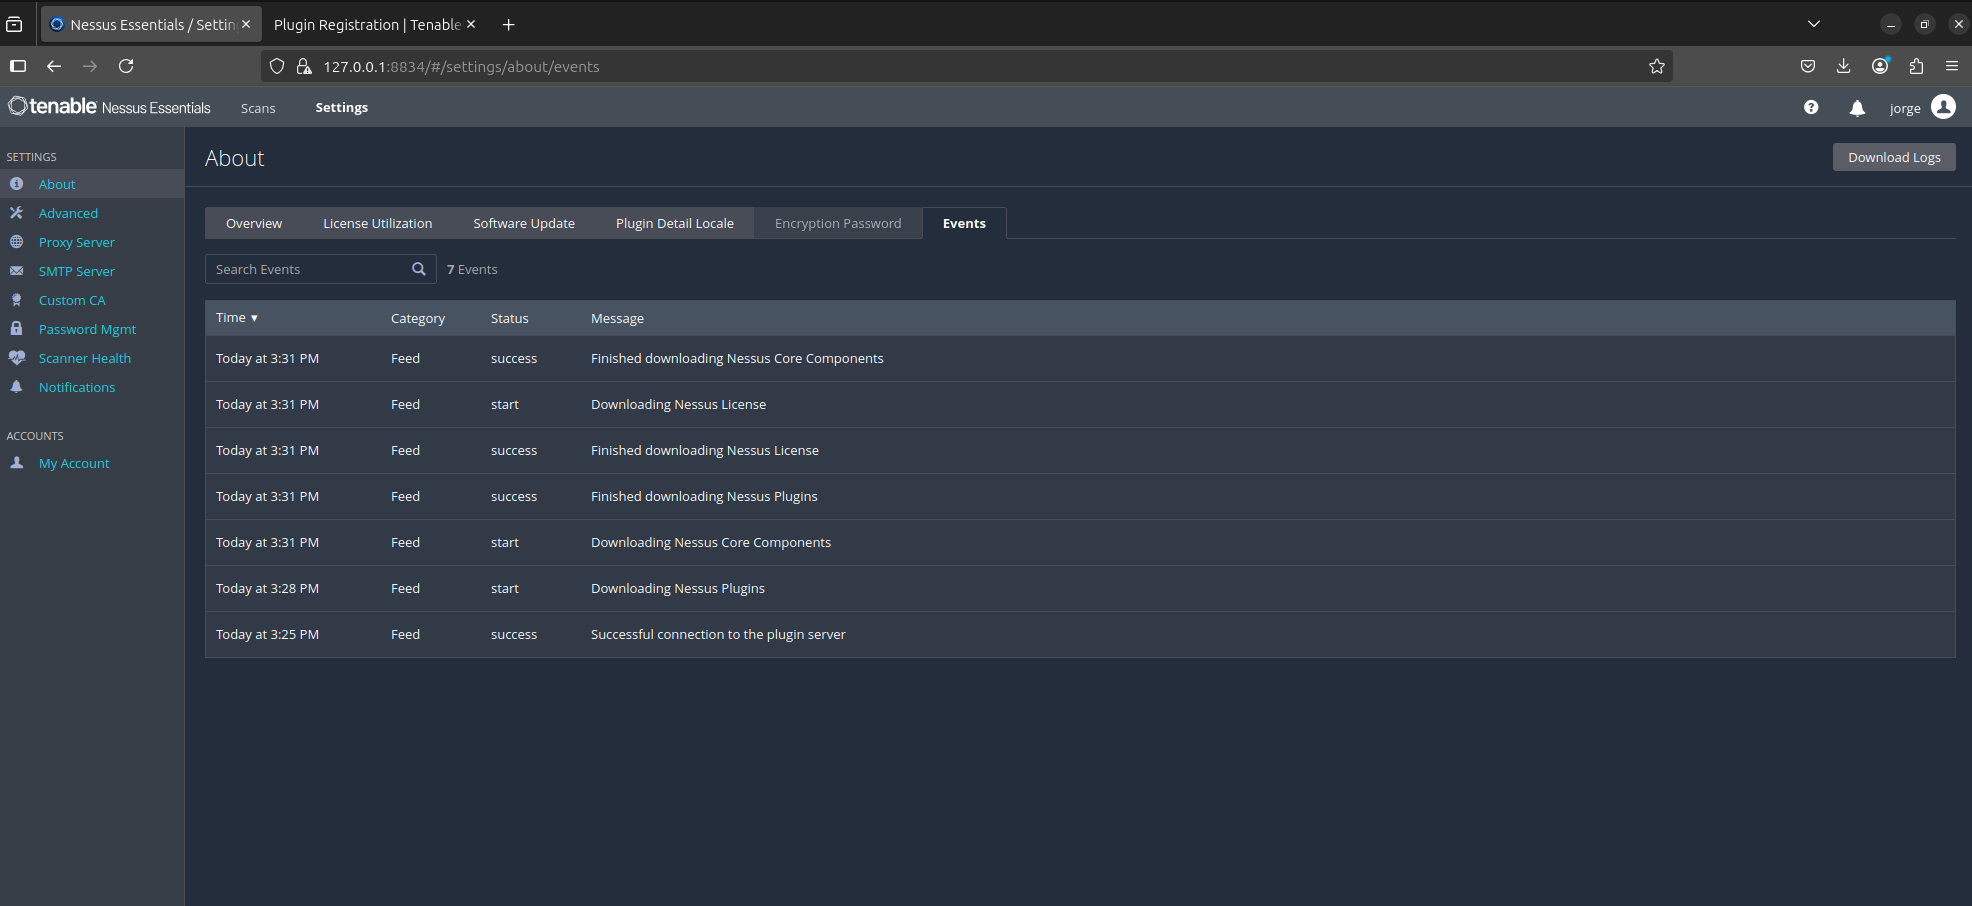 Nessus Essentials / Settin
Plugin Registration | Tenable
127.0.0.1:8834/#/settings/about/events
tenable Nessus Essentials
Scans
Settings
jorge
SETTINGS
About
Advanced
Proxy Server
SMTP Server
Custom CA
Password Mgmt
Scanner Health
Notifications
ACCOUNTS
My Account
About
Download Logs
Overview
License Utilization
Software Update
Plugin Detail Locale
Encryption Password
Events
Search Events
7 Events
Time Category Status Message
Today at 3:31 PM Feed success Finished downloading Nessus Core Components
Today at 3:31 PM Feed start Downloading Nessus License
Today at 3:31 PM Feed success Finished downloading Nessus License
Today at 3:31 PM Feed success Finished downloading Nessus Plugins
Today at 3:31 PM Feed start Downloading Nessus Core Components
Today at 3:28 PM Feed start Downloading Nessus Plugins
Today at 3:25 PM Feed success Successful connection to the plugin server